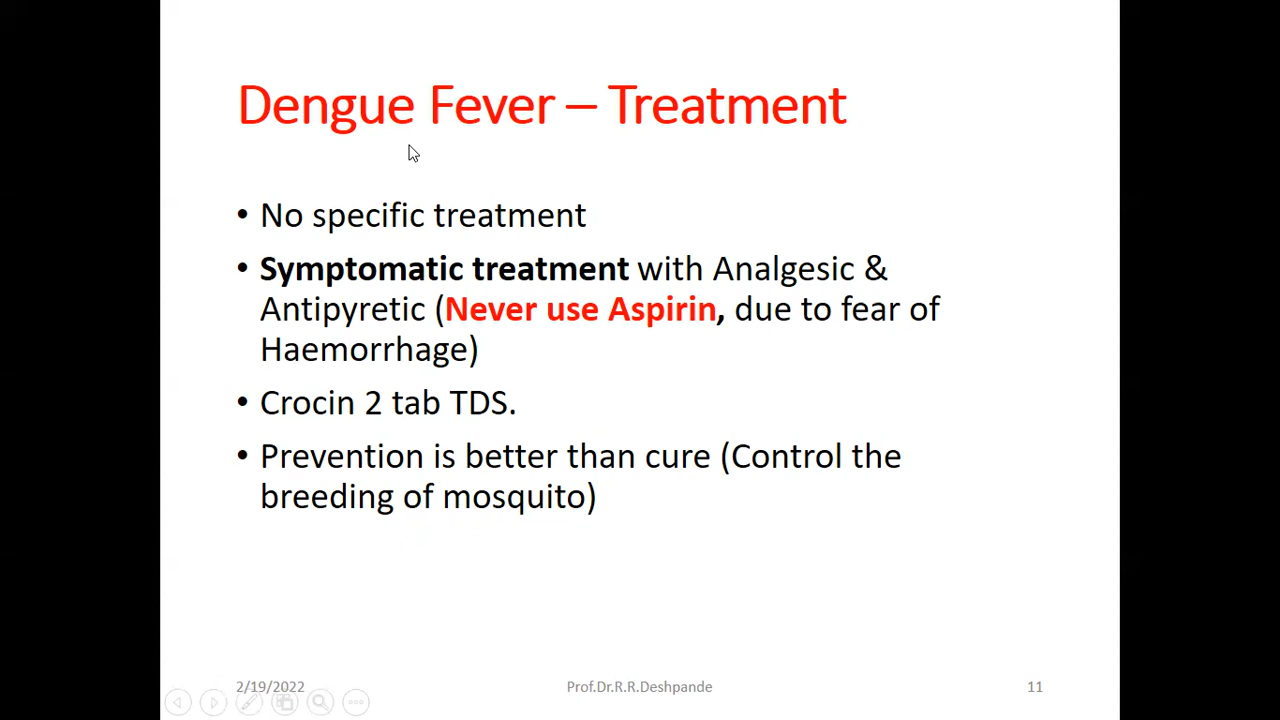 Dengue Fever – Treatment
• No specific treatment
• Symptomatic treatment with Analgesic &
Antipyretic (Never use Aspirin, due to fear of
Haemorrhage)
• Crocin 2 tab TDS.
• Prevention is better than cure (Control the
breeding of mosquito)
2/19/2022
Prof.Dr.R.R.Deshpande
11